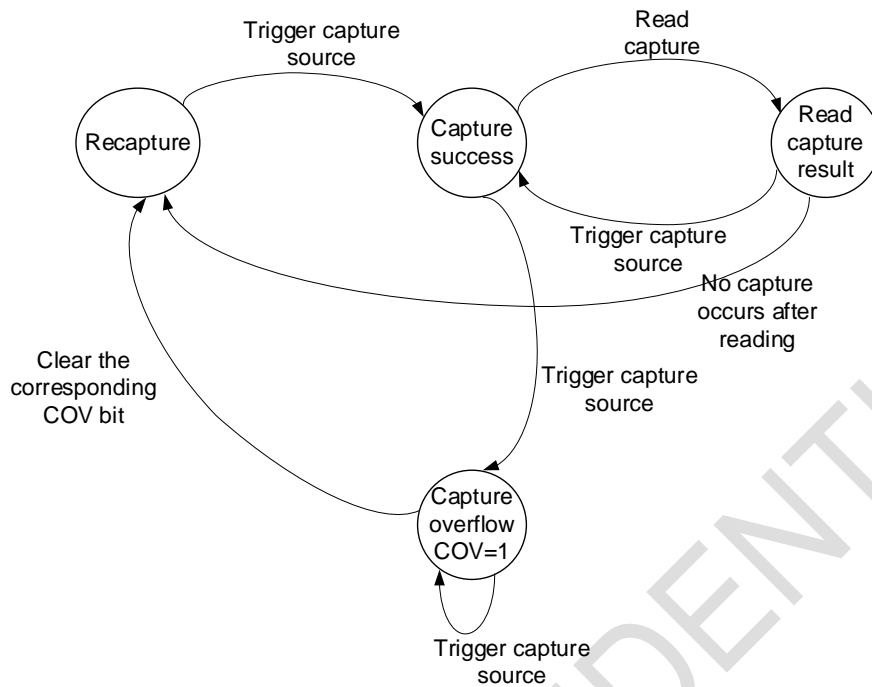 Trigger capture
source
Read
capture
Recapture
Capture
success
Read
capture
result
Trigger capture
source
No capture
occurs after
reading
Clear the
corresponding
COV bit
Trigger capture
source
Capture
overflow
COV=1
Trigger capture
source